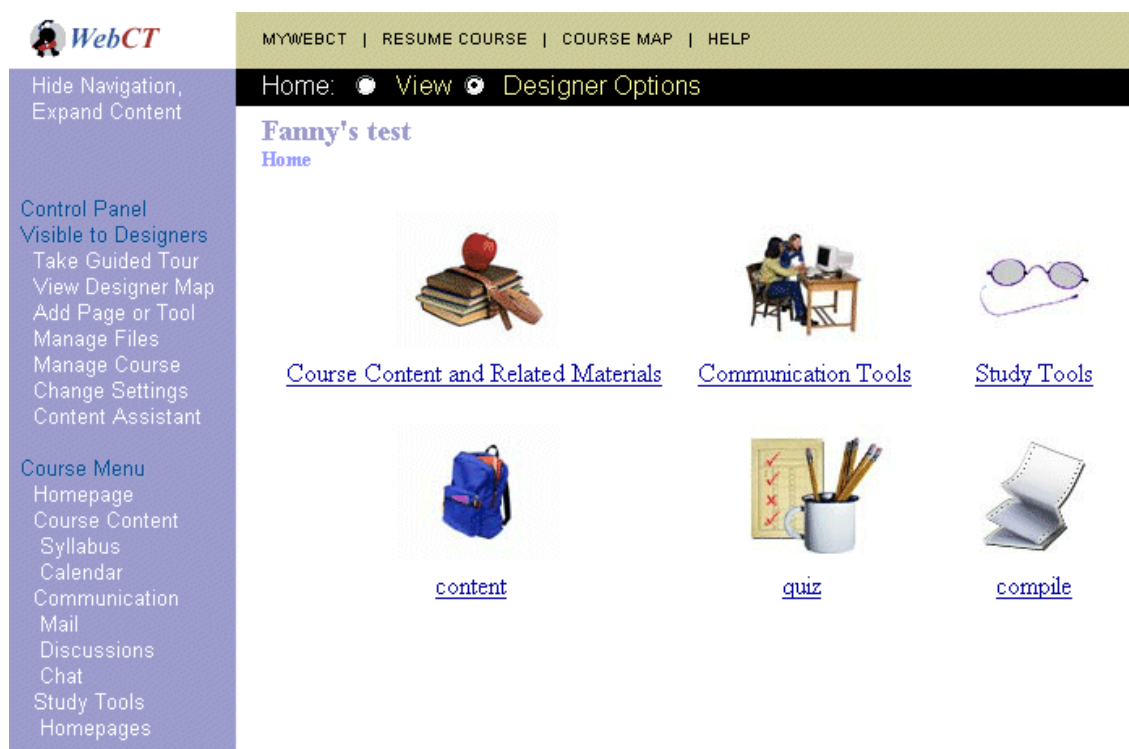 WebCT
MYWEBCT | RESUME COURSE | COURSE MAP | HELP
Hide Navigation,
Expand Content
Home: View Designer Options
Fanny's test
Home
Control Panel
Visible to Designers
Take Guided Tour
View Designer Map
Add Page or Tool
Manage Files
Manage Course
Change Settings
Content Assistant
Course Menu
Homepage
Course Content
Syllabus
Calendar
Communication
Mail
Discussions
Chat
Study Tools
Homepages
Course Content and Related Materials
Communication Tools
Study Tools
content
quiz
compile